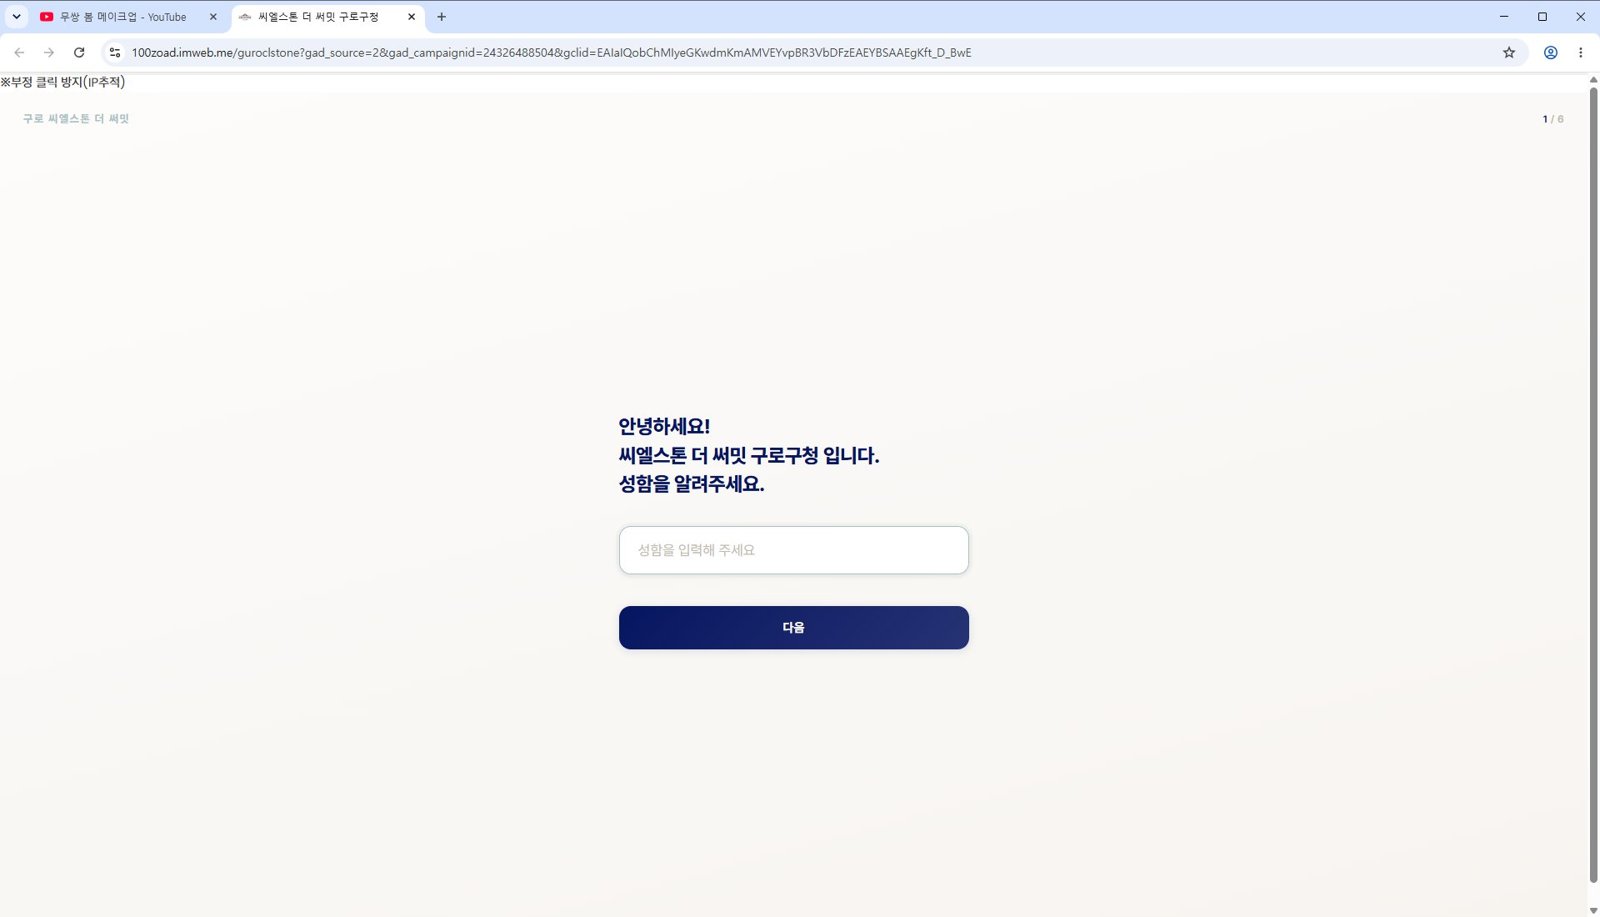 무쌍 봄 메이크업 - YouTube
씨엘스톤 더 써밋 구로구청
100zoad.imweb.me/guroclstone?gad_source=2&gad_campaignid=24326488504&gclid=EAIaIQobChMIyeGKwdmKmAMVEYvpBR3VbDFzEAEYBSAAEgKft_D_BwE
※부정 클릭 방지(IP추적)
구로 씨엘스톤 더 써밋
1 / 6
안녕하세요!
씨엘스톤 더 써밋 구로구청 입니다.
성함을 알려주세요.
성함을 입력해 주세요
다음